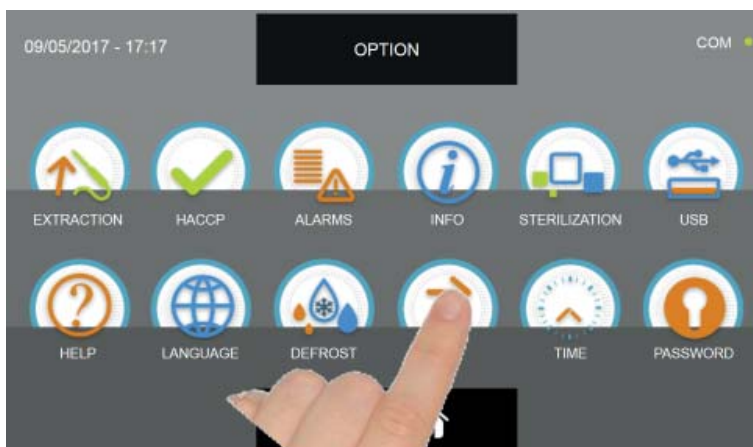 09/05/2017 - 17:17
OPTION
COM
EXTRACTION
HACCP
ALARMS
INFO
STERILIZATION
USB
HELP
LANGUAGE
DEFROST
TIME
PASSWORD